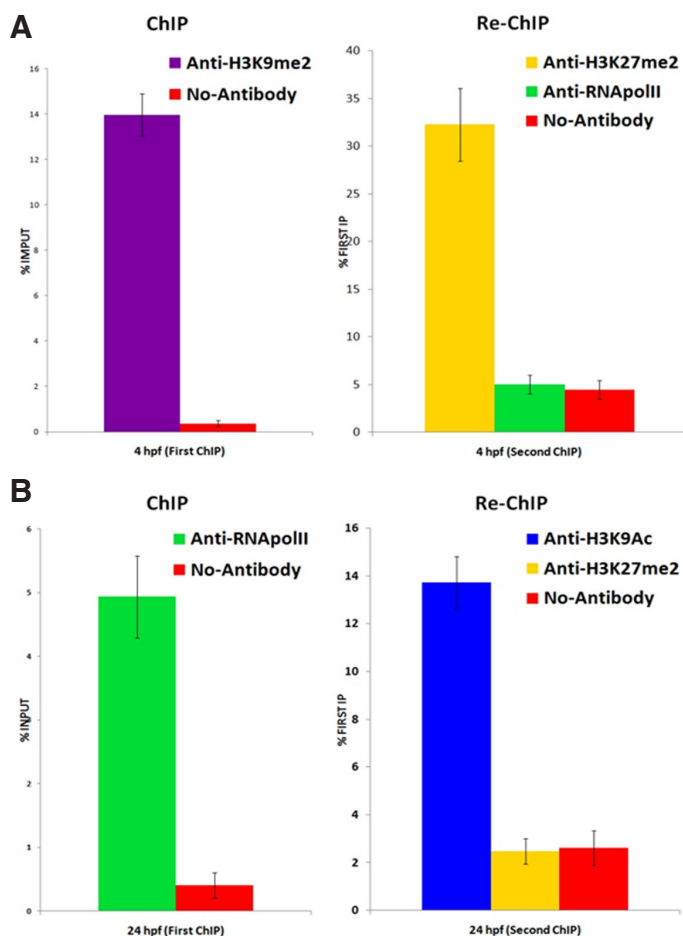 A
ChIP
Anti-H3K9me2
No-Antibody
16
14
12
10
8
6
4
2
0
% IMPUT
4 hpf (First ChIP)
Re-ChIP
Anti-H3K27me2
Anti-RNApolII
No-Antibody
40
35
30
25
20
15
10
5
0
% FIRST IP
4 hpf (Second ChIP)
B
ChIP
Anti-RNApolII
No-Antibody
6
5
4
3
2
1
0
% INPUT
24 hpf (First ChIP)
Re-ChIP
Anti-H3K9Ac
Anti-H3K27me2
No-Antibody
16
14
12
10
8
6
4
2
0
% FIRST IP
24 hpf (Second ChIP)